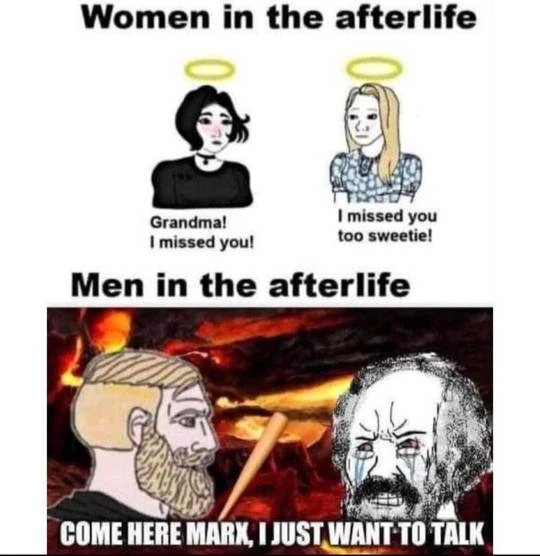 Women in the afterlife
Grandma!
I missed you!
I missed you
too sweetie!
Men in the afterlife
COME HERE MARX, I JUST WANT TO TALK